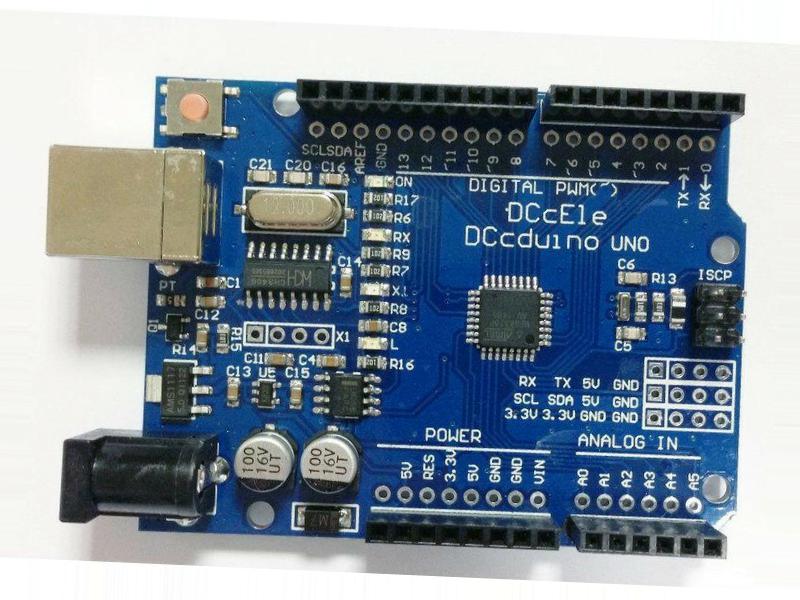 SCL SDA AREF GND 13 12 11 10 9 8 7 6 5 4 3 2 1 0
TX→
RX←
DIGITAL PWM(~)
DCcEle
DCcduino UNO
C21 C20 C16
ON
R17
R6
RX
R9
R7
R8
C8
L
R16
12.000
C14
PT
C1
C12
R14
R15
X1
C11
C4
C13
U5
C15
AMS1117
C6
R13
ISCP
C5
RX TX 5V GND
SCL SDA 5V GND
3.3V 3.3V GND GND
100
16V
UT
100
16V
UT
M7
POWER
5V RES 3.3V 5V GND GND VIN
ANALOG IN
A0 A1 A2 A3 A4 A5